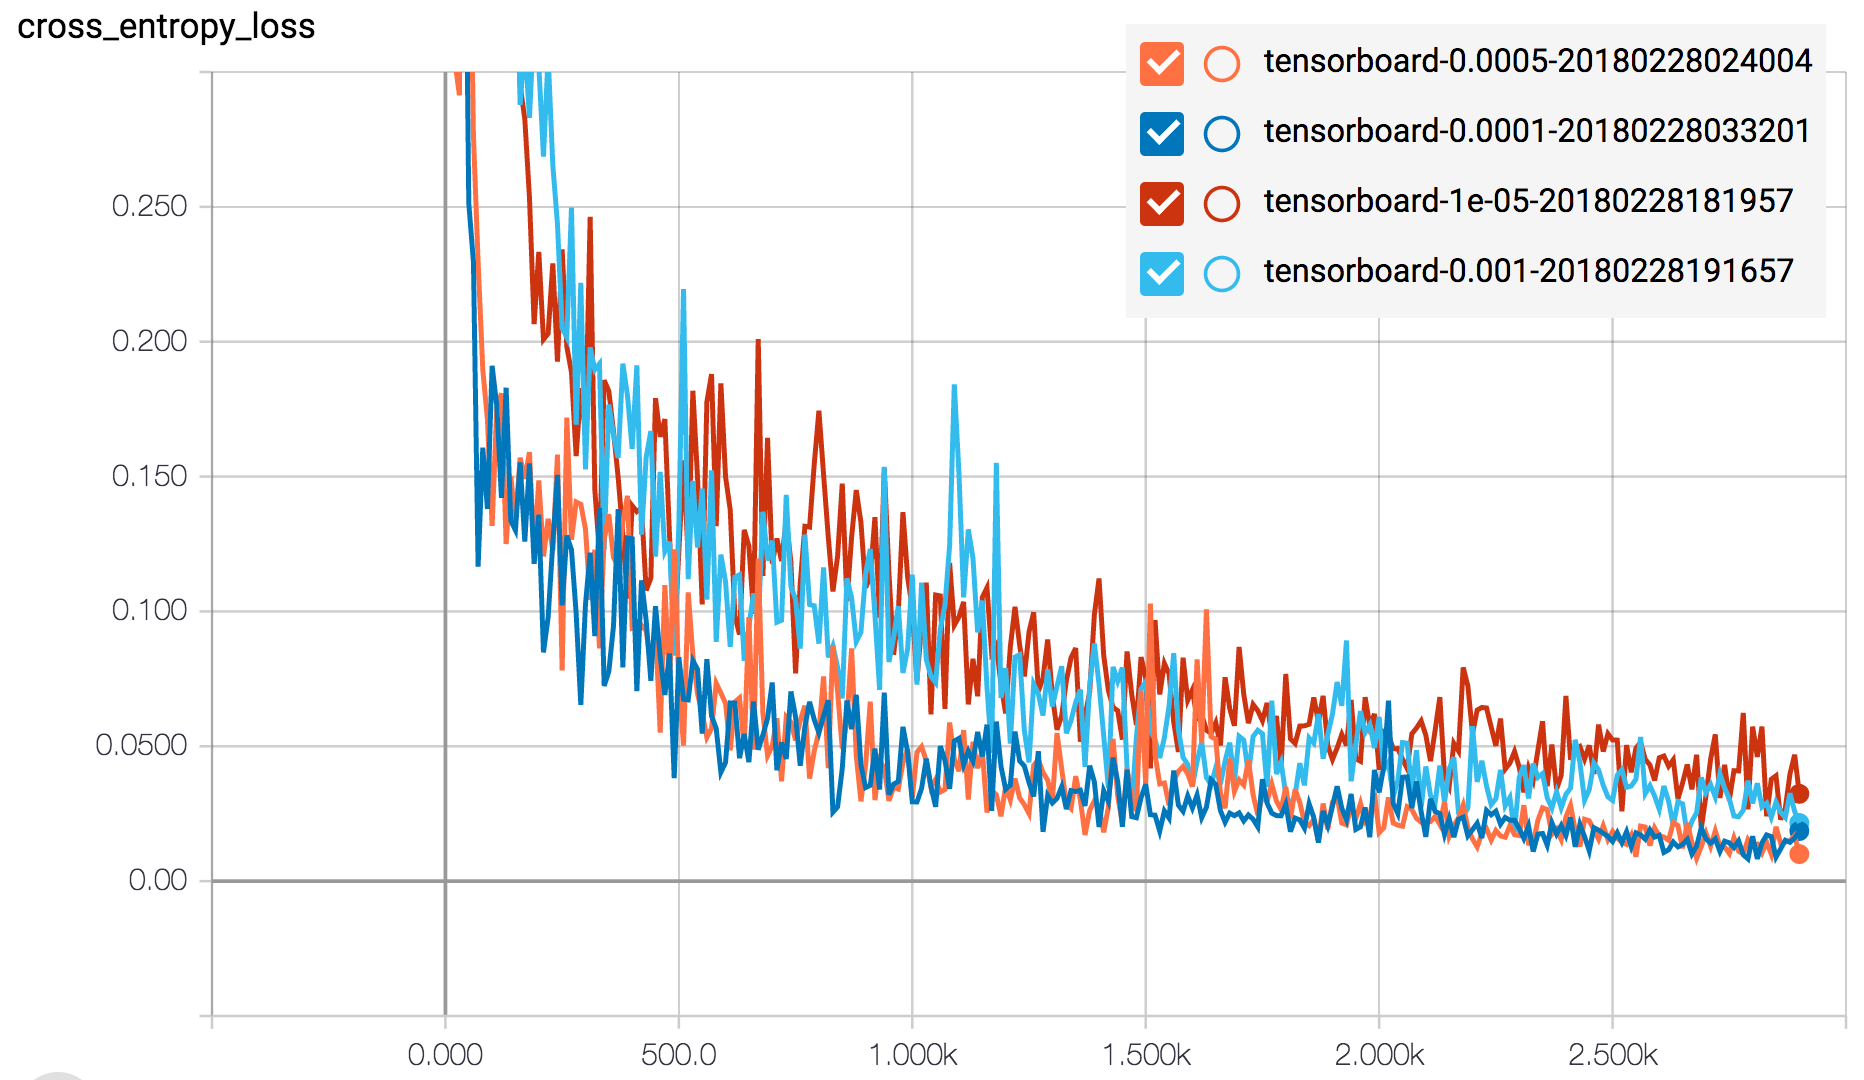 cross_entropy_loss
tensorboard-0.0005-20180228024004
tensorboard-0.0001-20180228033201
tensorboard-1e-05-20180228181957
tensorboard-0.001-20180228191657
0.250
0.200
0.150
0.100
0.0500
0.00
0.000 500.0 1.000k 1.500k 2.000k 2.500k